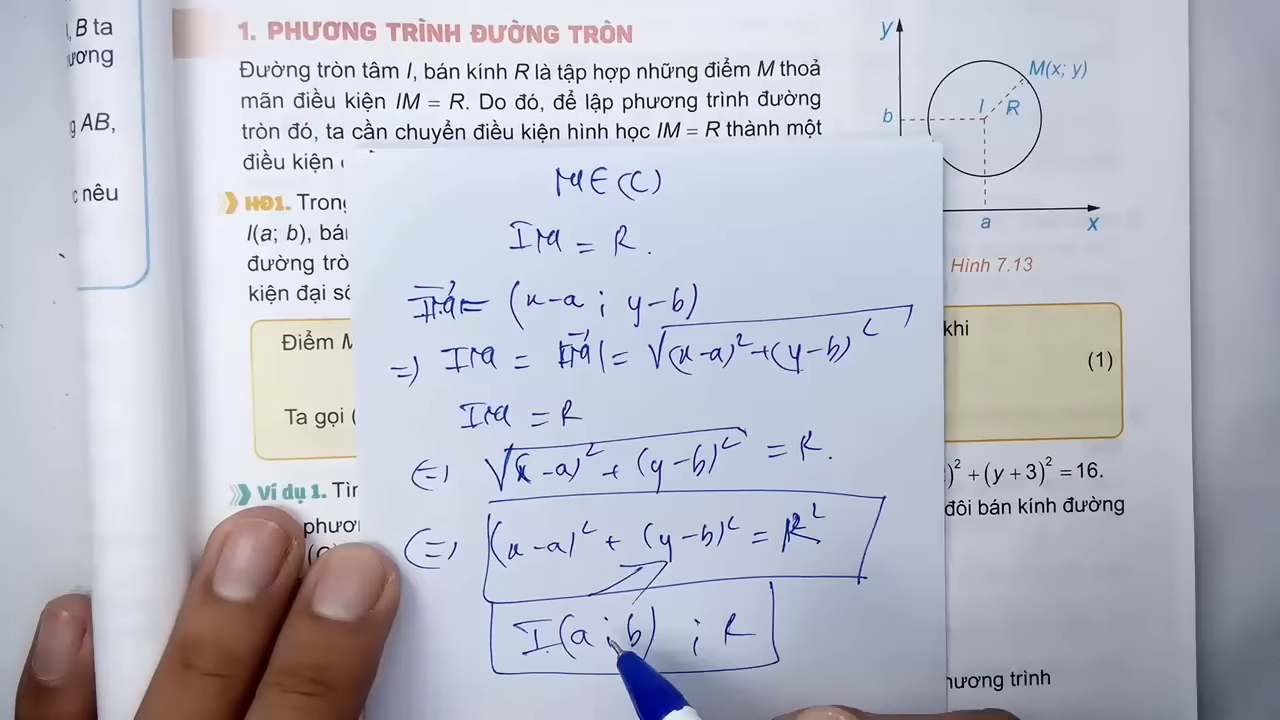 , B ta
ương
g AB,
c nêu
1. PHƯƠNG TRÌNH ĐƯỜNG TRÒN
Đường tròn tâm I, bán kính R là tập hợp những điểm M thoả
mãn điều kiện IM = R. Do đó, để lập phương trình đường
tròn đó, ta cần chuyển điều kiện hình học IM = R thành một
điều kiện
HĐ1. Trong
I(a; b), bán
đường trò
kiện đại số
Điểm M
Ta gọi (
Ví dụ 1. Tìm
phươ
y
M(x; y)
I
R
b
a
x
Hình 7.13
khi
(1)
)² + (y + 3)² = 16.
đôi bán kính đường
hương trình
M ∈ (C)
IM = R.
IM = (x-a ; y-b)
=) IM = |IM| = √(x-a)² + (y-b)²
IM = R
(=) √(x-a)² + (y-b)² = R.
(=) (x-a)² + (y-b)² = R²
I(a ; b) ; R